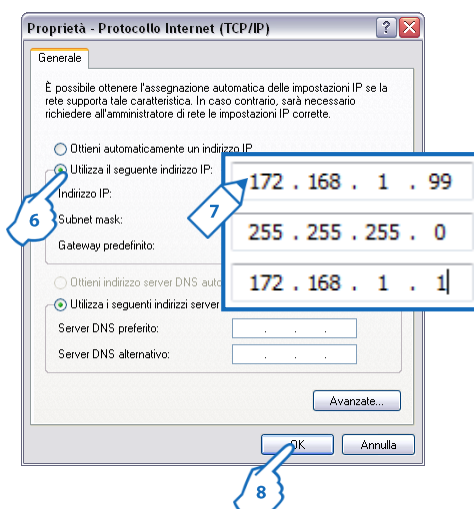 Proprietà - Protocollo Internet (TCP/IP)
Generale
È possibile ottenere l'assegnazione automatica delle impostazioni IP se la
rete supporta tale caratteristica. In caso contrario, sarà necessario
richiedere all'amministratore di rete le impostazioni IP corrette.
Ottieni automaticamente un indirizzo IP
Utilizza il seguente indirizzo IP:
6
Indirizzo IP:
172 . 168 . 1 . 99
7
Subnet mask:
255 . 255 . 255 . 0
Gateway predefinito:
172 . 168 . 1 . 1
Ottieni indirizzo server DNS auto
Utilizza i seguenti indirizzi server
Server DNS preferito:
Server DNS alternativo:
Avanzate...
OK
Annulla
8